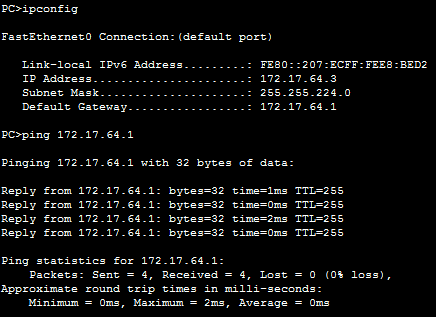 PC>ipconfig
FastEthernet0 Connection:(default port)
Link-local IPv6 Address.........: FE80::207:ECFF:FEE8:BED2
IP Address......................: 172.17.64.3
Subnet Mask.....................: 255.255.224.0
Default Gateway.................: 172.17.64.1
PC>ping 172.17.64.1
Pinging 172.17.64.1 with 32 bytes of data:
Reply from 172.17.64.1: bytes=32 time=1ms TTL=255
Reply from 172.17.64.1: bytes=32 time=0ms TTL=255
Reply from 172.17.64.1: bytes=32 time=2ms TTL=255
Reply from 172.17.64.1: bytes=32 time=0ms TTL=255
Ping statistics for 172.17.64.1:
Packets: Sent = 4, Received = 4, Lost = 0 (0% loss),
Approximate round trip times in milli-seconds:
Minimum = 0ms, Maximum = 2ms, Average = 0ms